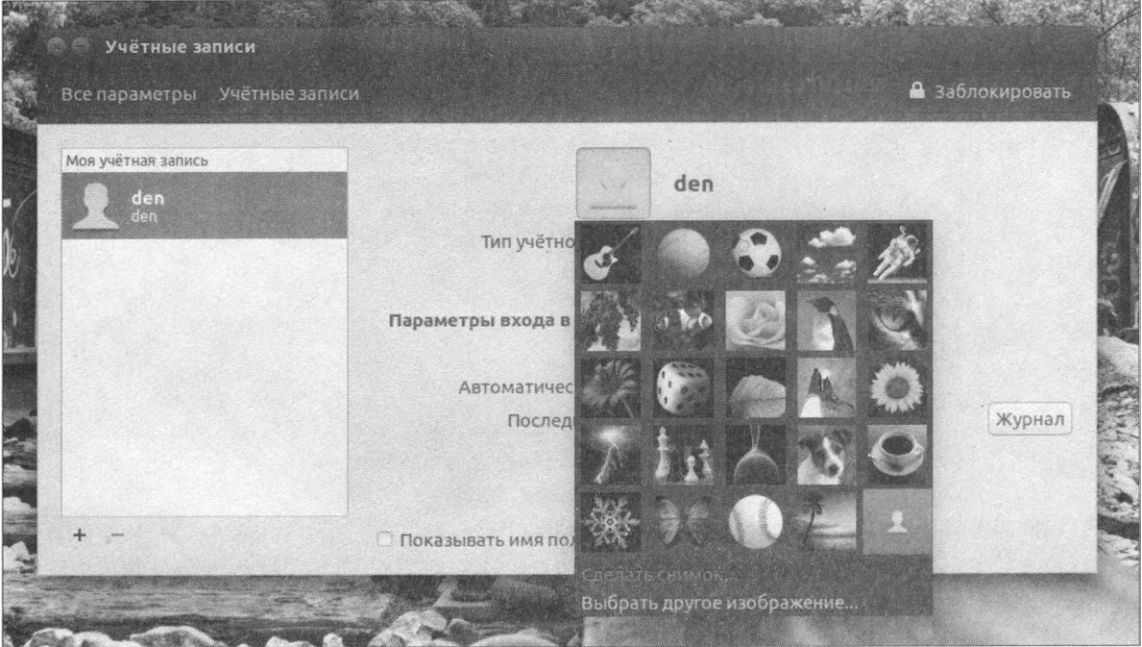 Учётные записи
Все параметры Учётные записи
Заблокировать
Моя учётная запись
den
den
den
Тип учётно
Параметры входа в
Автоматичес
Послед
Журнал
Показывать имя пол
Сделать снимок...
Выбрать другое изображение...